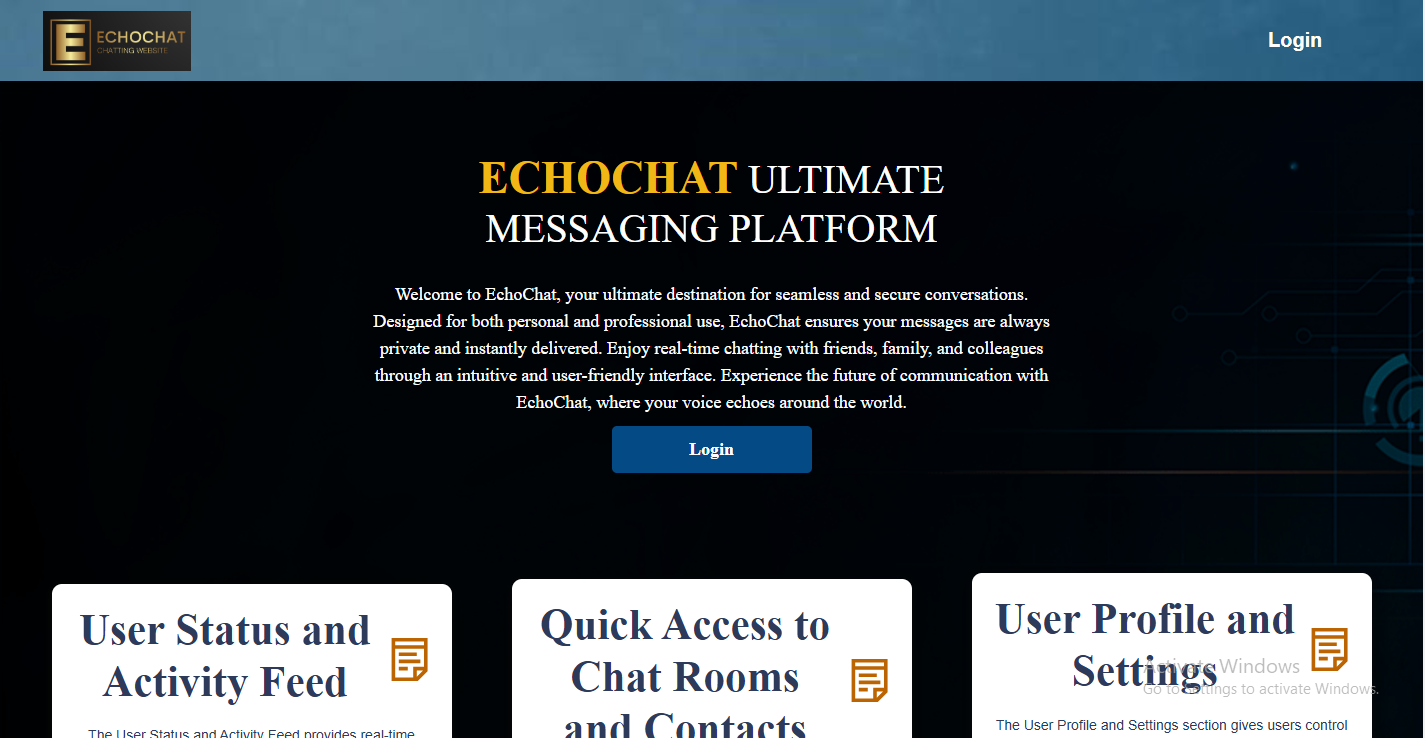 E
ECHOCHAT
CHATTING WEBSITE
Login
ECHOCHAT ULTIMATE
MESSAGING PLATFORM
Welcome to EchoChat, your ultimate destination for seamless and secure conversations.
Designed for both personal and professional use, EchoChat ensures your messages are always
private and instantly delivered. Enjoy real-time chatting with friends, family, and colleagues
through an intuitive and user-friendly interface. Experience the future of communication with
EchoChat, where your voice echoes around the world.
Login
User Status and
Activity Feed
The User Status and Activity Feed provides real-time
Quick Access to
Chat Rooms
and Contacts
User Profile and
Settings
The User Profile and Settings section gives users control
Activate Windows
Go to Settings to activate Windows.